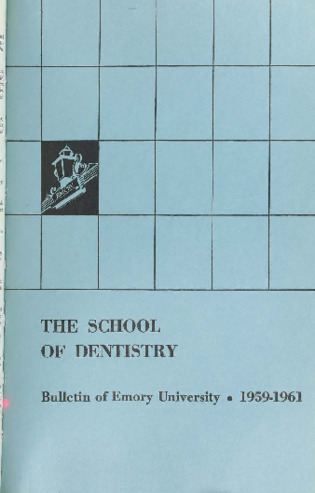 THE SCHOOL
OF DENTISTRY
Bulletin of Emory University • 1959-1961